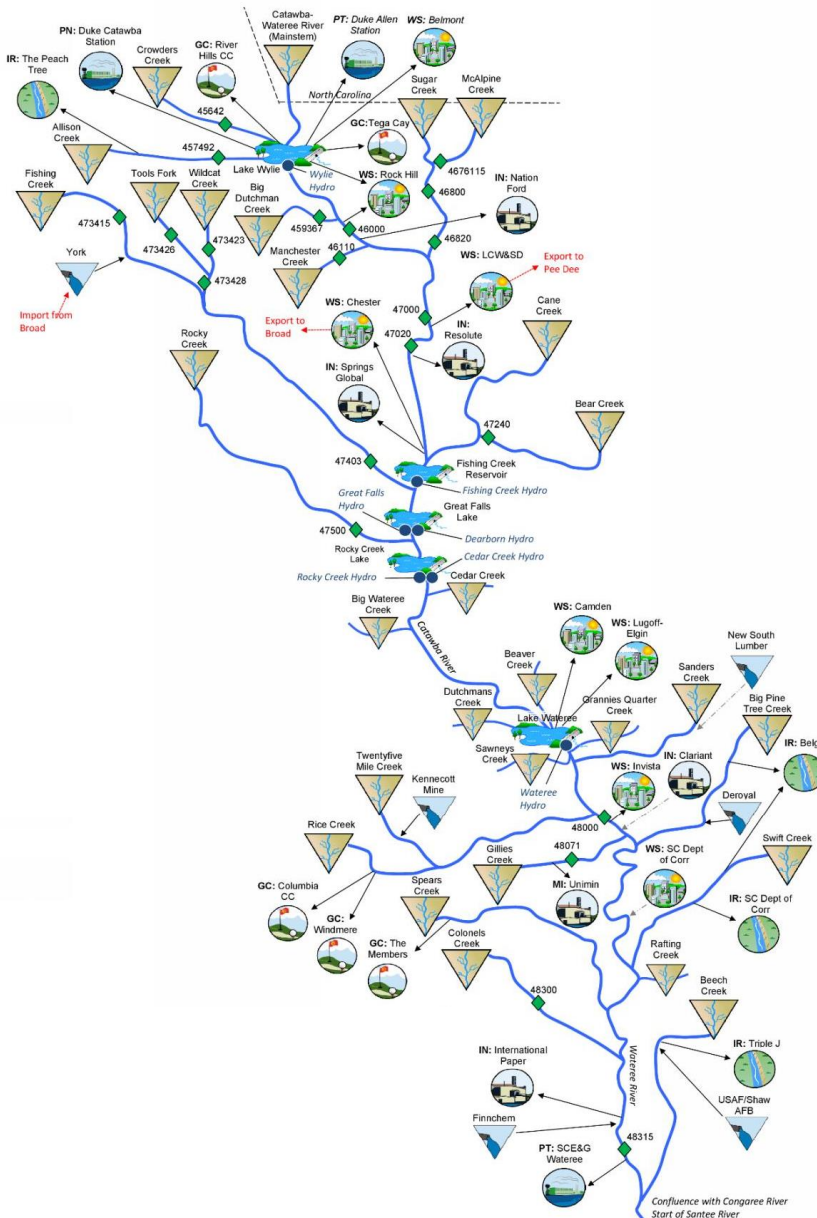 Catawba-
Wateree River
(Mainstem)
PN: Duke Catawba
Station
Crowders
Creek
GC: River
Hills CC
PT: Duke Allen
Station
WS: Belmont
IR: The Peach
Tree
North Carolina
Sugar
Creek
McAlpine
Creek
45642
Allison
Creek
457492
Lake Wylie
Wylie
Hydro
GC:Tega Cay
4676115
Fishing Creek
Tools Fork
Wildcat
Creek
Big
Dutchman
Creek
WS: Rock Hill
46800
IN: Nation
Ford
473415
473426
473423
459367
46000
46820
York
473428
Manchester
Creek
46110
WS: LCW&SD
Export to
Pee Dee
Import from
Broad
WS: Chester
Export to
Broad
47000
47020
IN:
Resolute
Cane
Creek
Rocky
Creek
IN: Springs
Global
Bear Creek
47240
47403
Fishing Creek
Reservoir
Fishing Creek Hydro
Great Falls
Hydro
Great Falls
Lake
47500
Dearborn Hydro
Rocky Creek
Lake
Cedar Creek Hydro
Rocky Creek Hydro
Cedar Creek
Big Wateree
Creek
Catawba River
WS: Camden
WS: Lugoff-
Elgin
New South
Lumber
Beaver
Creek
Sanders
Creek
Dutchmans
Creek
Grannies Quarter
Creek
Big Pine
Tree Creek
Lake Wateree
Sawneys
Creek
IR: Belg
Twentyfive
Mile Creek
Wateree
Hydro
WS: Invista
IN: Clariant
Kennecott
Mine
Deroyal
Rice Creek
48000
Gillies
Creek
48071
WS: SC Dept
of Corr
Swift Creek
GC: Columbia
CC
Spears
Creek
MI: Unimin
GC:
Windmere
GC: The
Members
Colonels
Creek
IR: SC Dept of
Corr
Rafting
Creek
Beech
Creek
48300
Wateree River
IN: International
Paper
IR: Triple J
Finnchem
USAF/Shaw
AFB
48315
PT: SCE&G
Wateree
Confluence with Congaree River
Start of Santee River